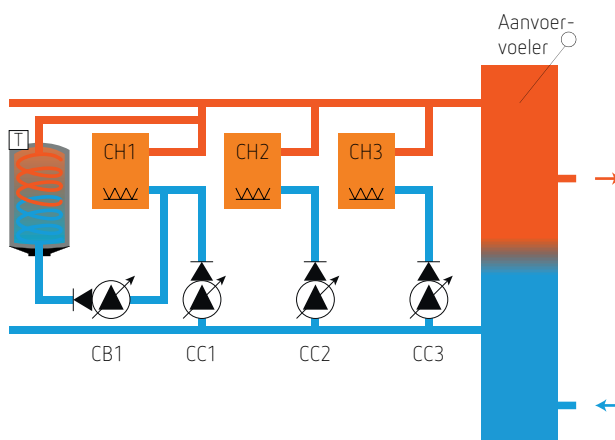 Aanvoer-
voeler
T
CH1
CH2
CH3
CB1
CC1
CC2
CC3